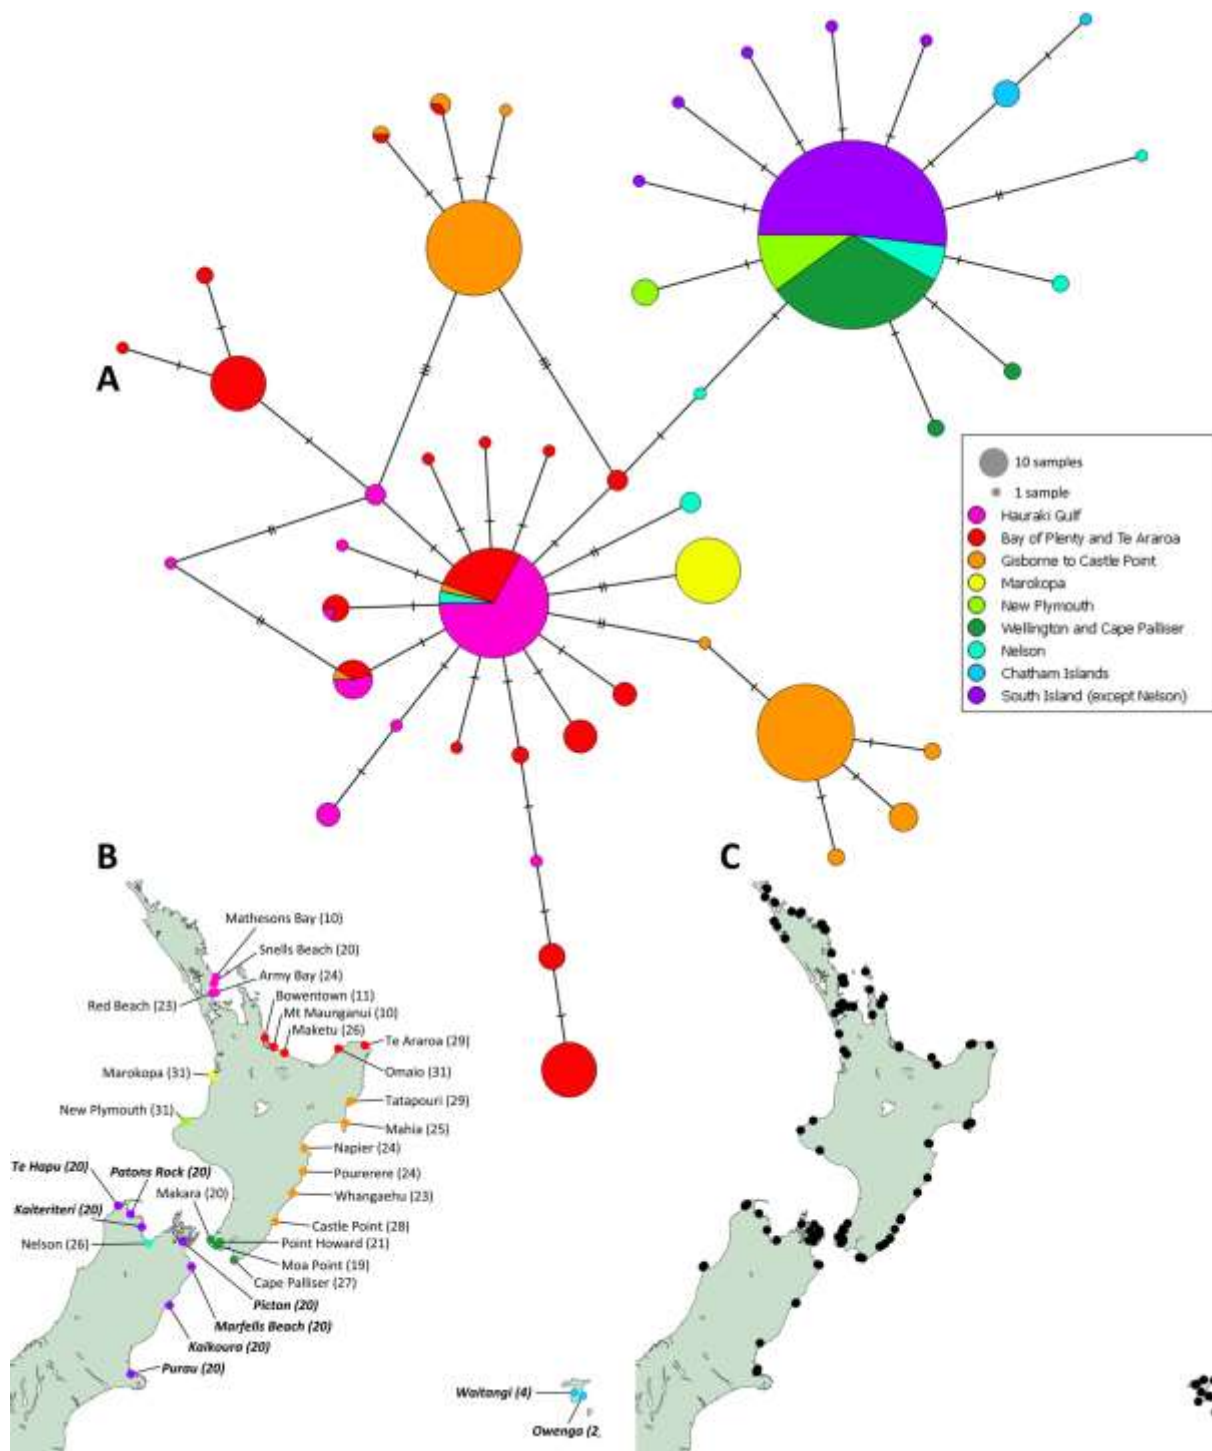 A
10 samples
1 sample
Hauraki Gulf
Bay of Plenty and Te Araroa
Gisborne to Castle Point
Marokopa
New Plymouth
Wellington and Cape Palliser
Nelson
Chatham Islands
South Island (except Nelson)
B
C
Mathesons Bay (10)
Snells Beach (20)
Army Bay (24)
Red Beach (23)
Bowentown (11)
Mt Maunganui (10)
Maketu (26)
Te Araroa (29)
Omaio (31)
Marokopa (31)
Tatapouri (29)
New Plymouth (31)
Mahia (25)
Napier (24)
Te Hapu (20)
Patons Rock (20)
Pourerere (24)
Makara (20)
Whangaehu (23)
Kaiteriteri (20)
Castle Point (28)
Nelson (26)
Point Howard (21)
Moa Point (19)
Cape Palliser (27)
Picton (20)
Marfells Beach (20)
Kaikoura (20)
Purau (20)
Waitangi (4)
Owenga (2,